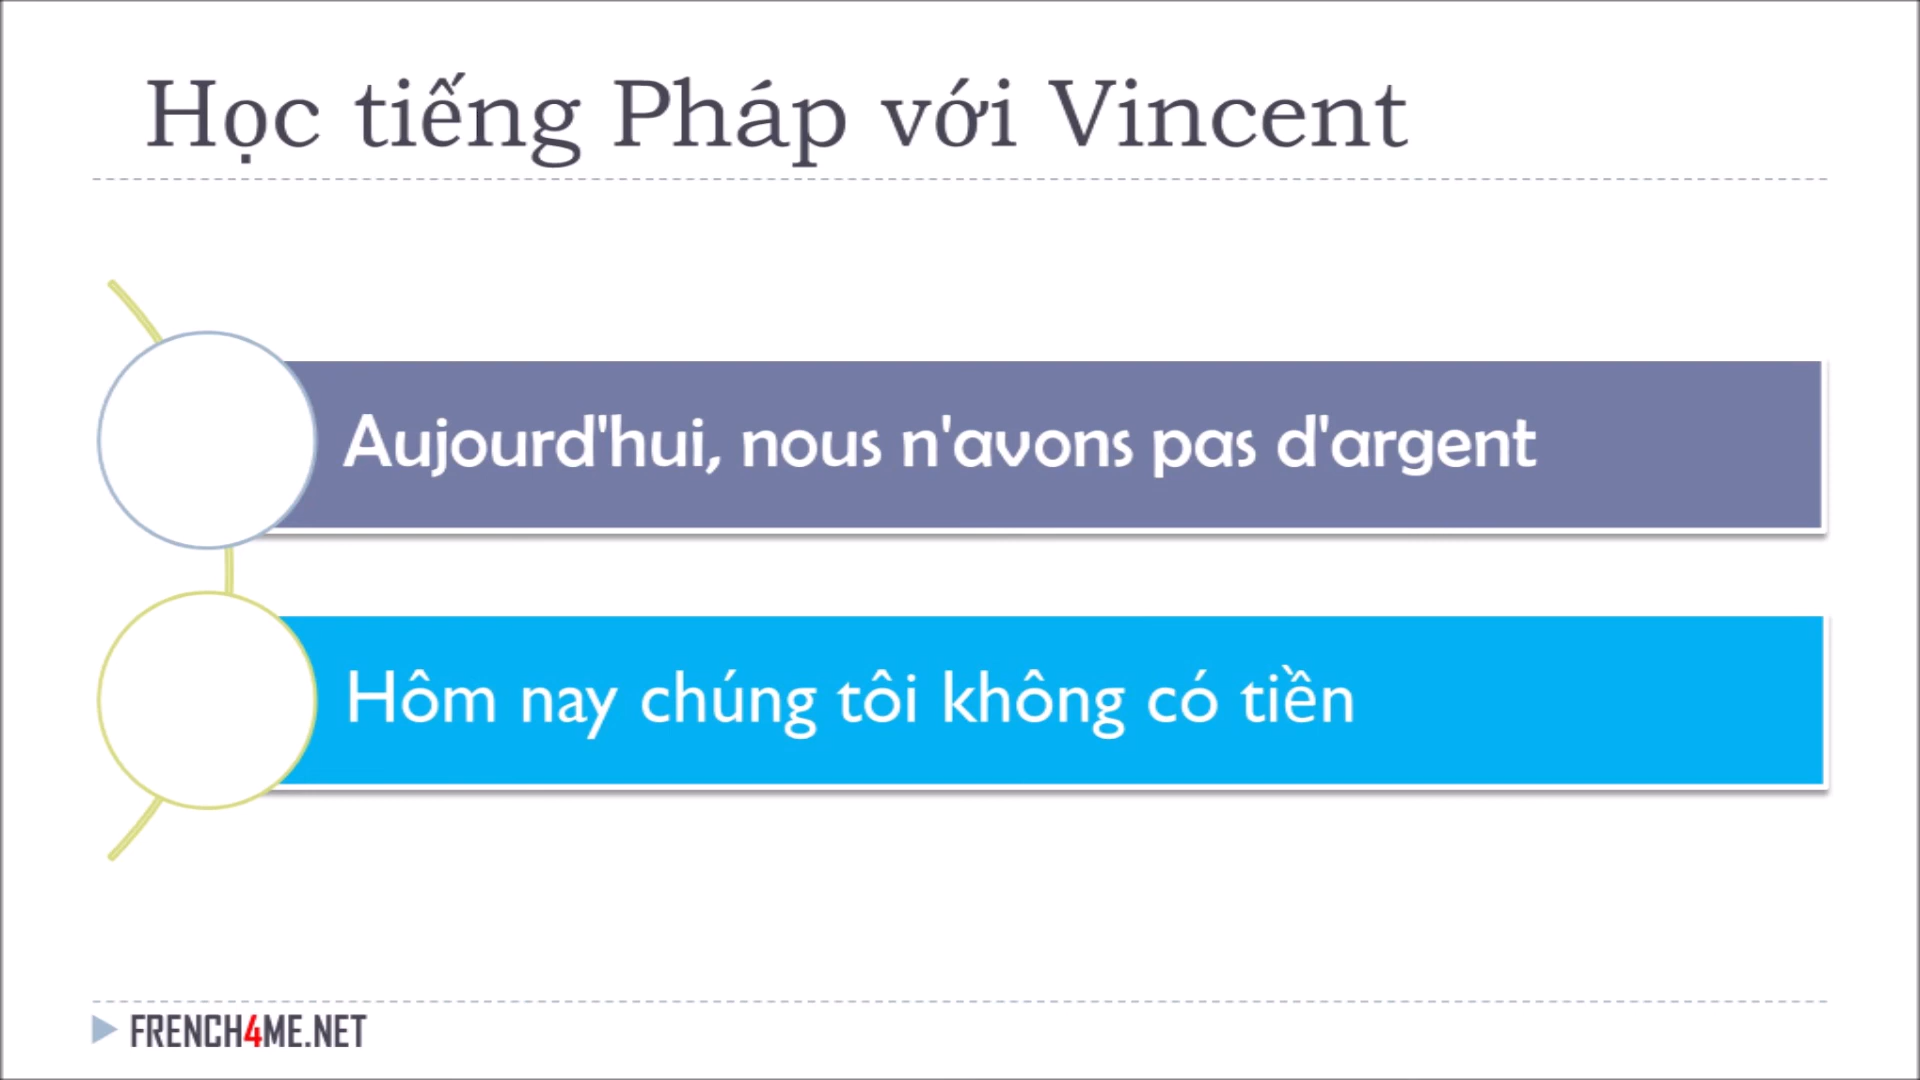 Học tiếng Pháp với Vincent
Aujourd'hui, nous n'avons pas d'argent
Hôm nay chúng tôi không có tiền
FRENCH4ME.NET